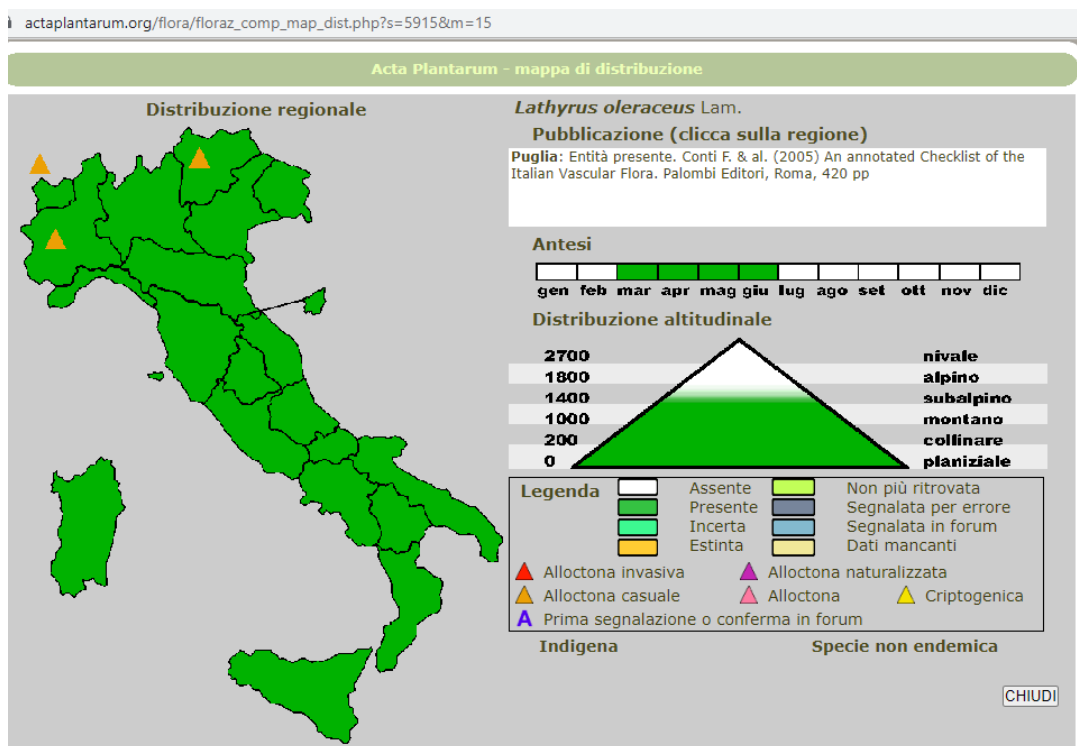 actaplantarum.org/flora/floraz_comp_map_dist.php?s=5915&m=15
Acta Plantarum - mappa di distribuzione
Distribuzione regionale
Lathyrus oleraceus Lam.
Pubblicazione (clicca sulla regione)
Puglia: Entità presente. Conti F. & al. (2005) An annotated Checklist of the
Italian Vascular Flora. Palombi Editori, Roma, 420 pp
Antesi
gen feb mar apr mag giu lug ago set ott nov dic
Distribuzione altitudinale
2700 nivale
1800 alpino
1400 subalpino
1000 montano
200 collinare
0 planiziale
Legenda Assente Non più ritrovata
Presente Segnalata per errore
Incerta Segnalata in forum
Estinta Dati mancanti
Alloctona invasiva Alloctona naturalizzata
Alloctona casuale Alloctona Criptogenica
A Prima segnalazione o conferma in forum
Indigena Specie non endemica
CHIUDI